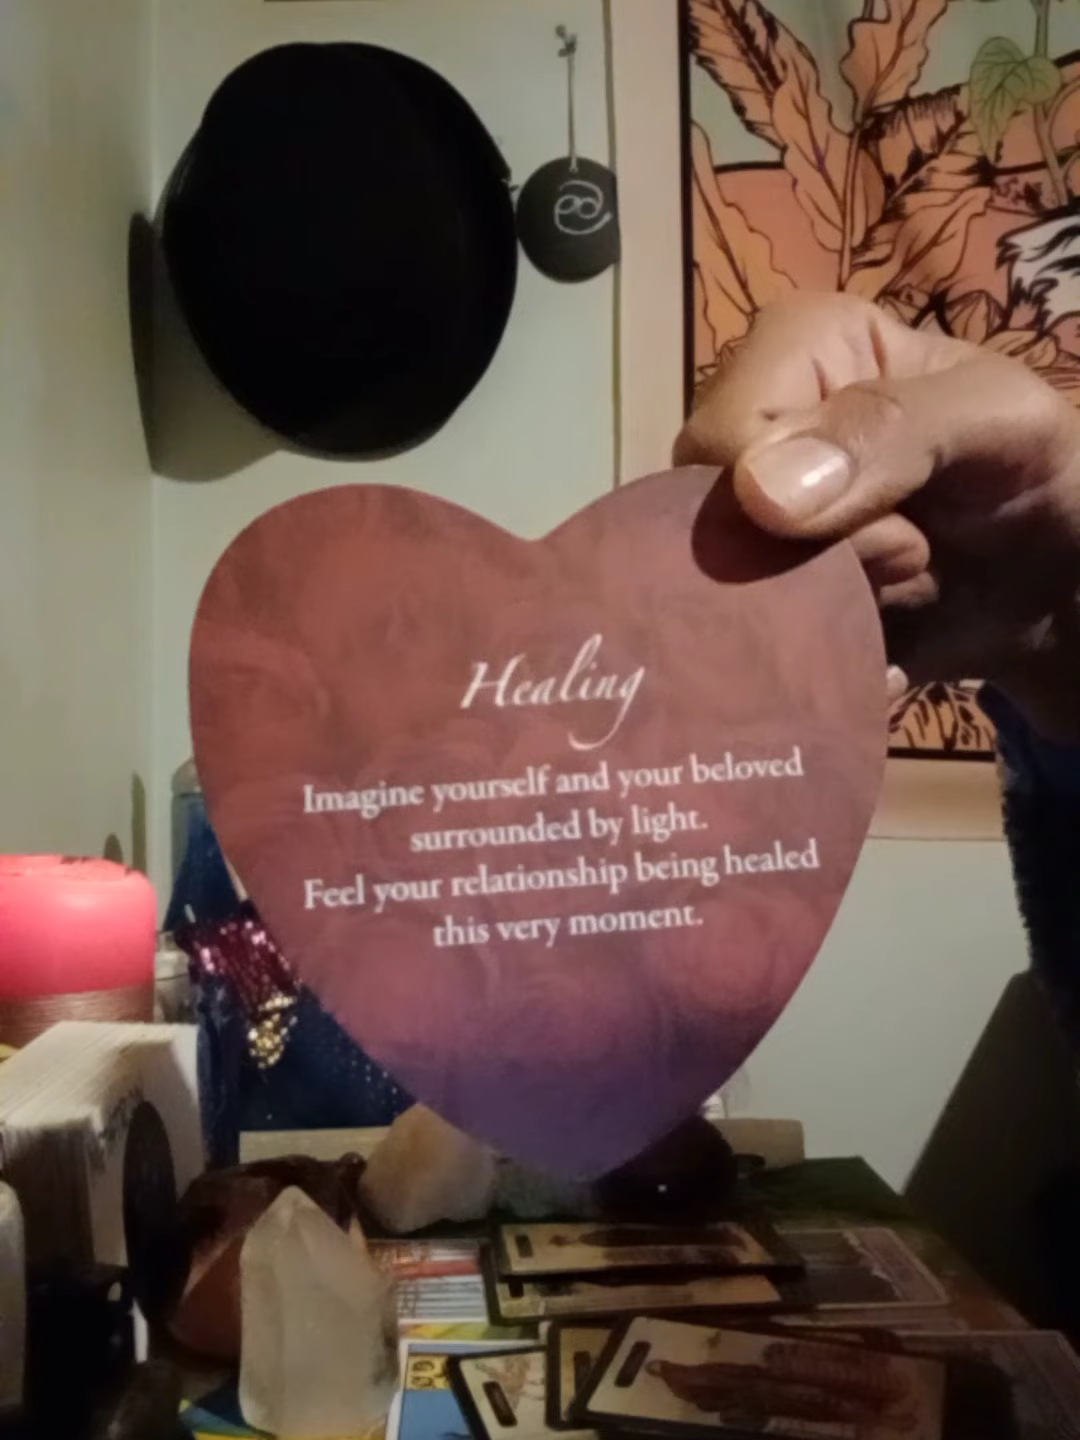 Healing
Imagine yourself and your beloved
surrounded by light.
Feel your relationship being healed
this very moment.